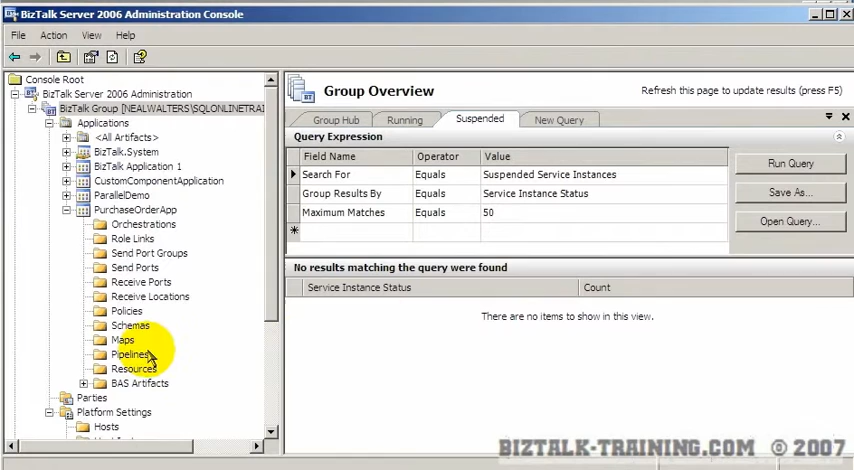 BizTalk Server 2006 Administration Console
File Action View Help
Console Root
BizTalk Server 2006 Administration
BizTalk Group [NEALWALTERS\SQLONLINETRAI
Applications
<All Artifacts>
BizTalk.System
BizTalk Application 1
CustomComponentApplication
ParallelDemo
PurchaseOrderApp
Orchestrations
Role Links
Send Port Groups
Send Ports
Receive Ports
Receive Locations
Policies
Schemas
Maps
Pipelines
Resources
BAS Artifacts
Parties
Platform Settings
Hosts
Group Overview
Refresh this page to update results (press F5)
Group Hub Running Suspended New Query
Query Expression
Field Name Operator Value
Search For Equals Suspended Service Instances
Group Results By Equals Service Instance Status
Maximum Matches Equals 50
Run Query
Save As...
Open Query...
No results matching the query were found
Service Instance Status Count
There are no items to show in this view.
BIZTALK-TRAINING.COM © 2007